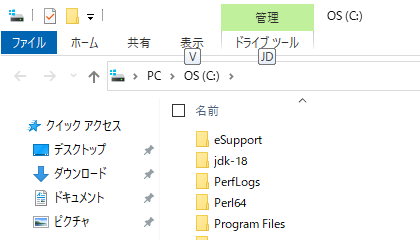 管理 OS (C:)
ファイル ホーム 共有 表示 ドライブ ツール
V JD
PC OS (C:)
名前
クイック アクセス eSupport
デスクトップ jdk-18
ダウンロード PerfLogs
ドキュメント Perl64
ピクチャ Program Files